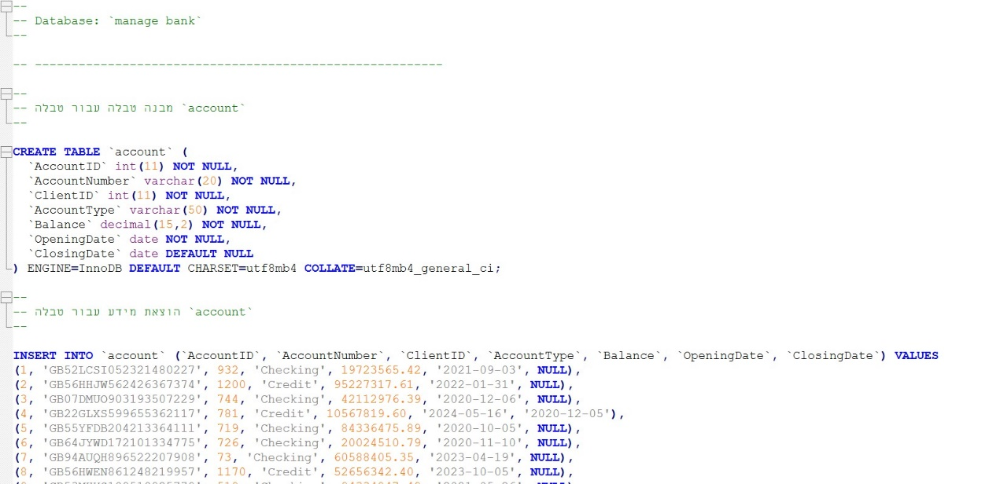 --
-- Database: `manage bank`
--
-- --------------------------------------------------------
--
-- מבנה טבלה עבור טבלה `account`
--
CREATE TABLE `account` (
`AccountID` int(11) NOT NULL,
`AccountNumber` varchar(20) NOT NULL,
`ClientID` int(11) NOT NULL,
`AccountType` varchar(50) NOT NULL,
`Balance` decimal(15,2) NOT NULL,
`OpeningDate` date NOT NULL,
`ClosingDate` date DEFAULT NULL
) ENGINE=InnoDB DEFAULT CHARSET=utf8mb4 COLLATE=utf8mb4_general_ci;
--
-- הוצאת מידע עבור טבלה `account`
--
INSERT INTO `account` (`AccountID`, `AccountNumber`, `ClientID`, `AccountType`, `Balance`, `OpeningDate`, `ClosingDate`) VALUES
(1, 'GB52LCSI052321480227', 932, 'Checking', 19723565.42, '2021-09-03', NULL),
(2, 'GB56HHJW562426367374', 1200, 'Credit', 95227317.61, '2022-01-31', NULL),
(3, 'GB07DMUO903193507229', 744, 'Checking', 42112976.39, '2020-12-06', NULL),
(4, 'GB22GLXS599655362117', 781, 'Credit', 10567819.60, '2024-05-16', '2020-12-05'),
(5, 'GB55YFDB204213364111', 719, 'Checking', 84336475.89, '2020-10-05', NULL),
(6, 'GB64JYWD172101334775', 726, 'Checking', 20024510.79, '2020-11-10', NULL),
(7, 'GB94AUQH896522207908', 73, 'Checking', 60588405.35, '2023-04-19', NULL),
(8, 'GB56HWEN861248219957', 1170, 'Credit', 52656342.40, '2023-10-05', NULL),